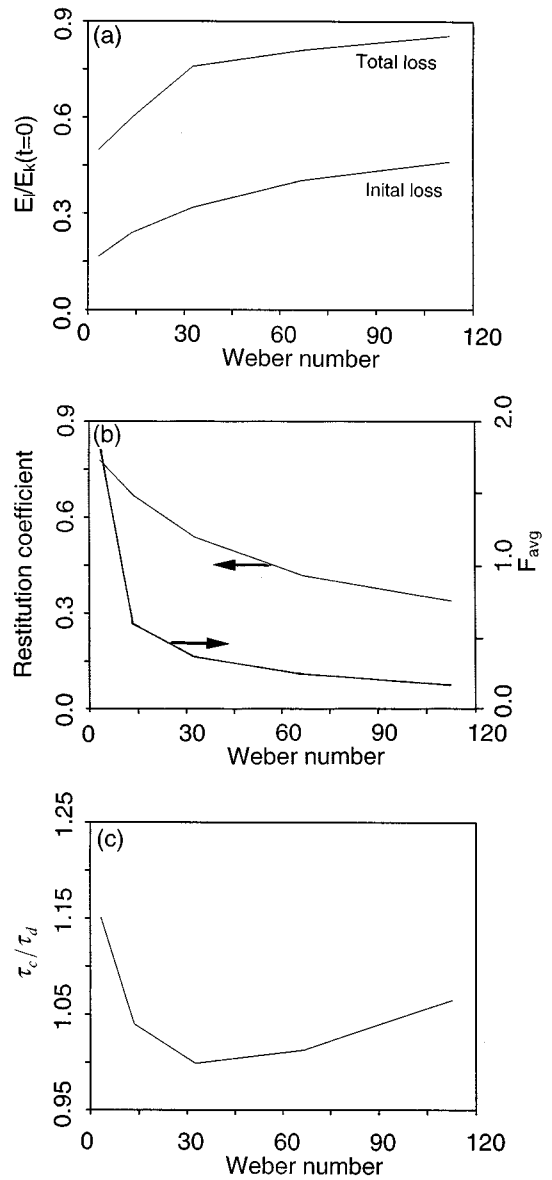 (a)
0.9
0.6
0.3
0.0
E_l/E_k(t=0)
Total loss
Inital loss
0
30
60
90
120
Weber number
(b)
0.9
0.6
0.3
0.0
Restitution coefficient
2.0
1.0
0.0
F_avg
0
30
60
90
120
Weber number
(c)
1.25
1.15
1.05
0.95
τ_c/τ_d
0
30
60
90
120
Weber number